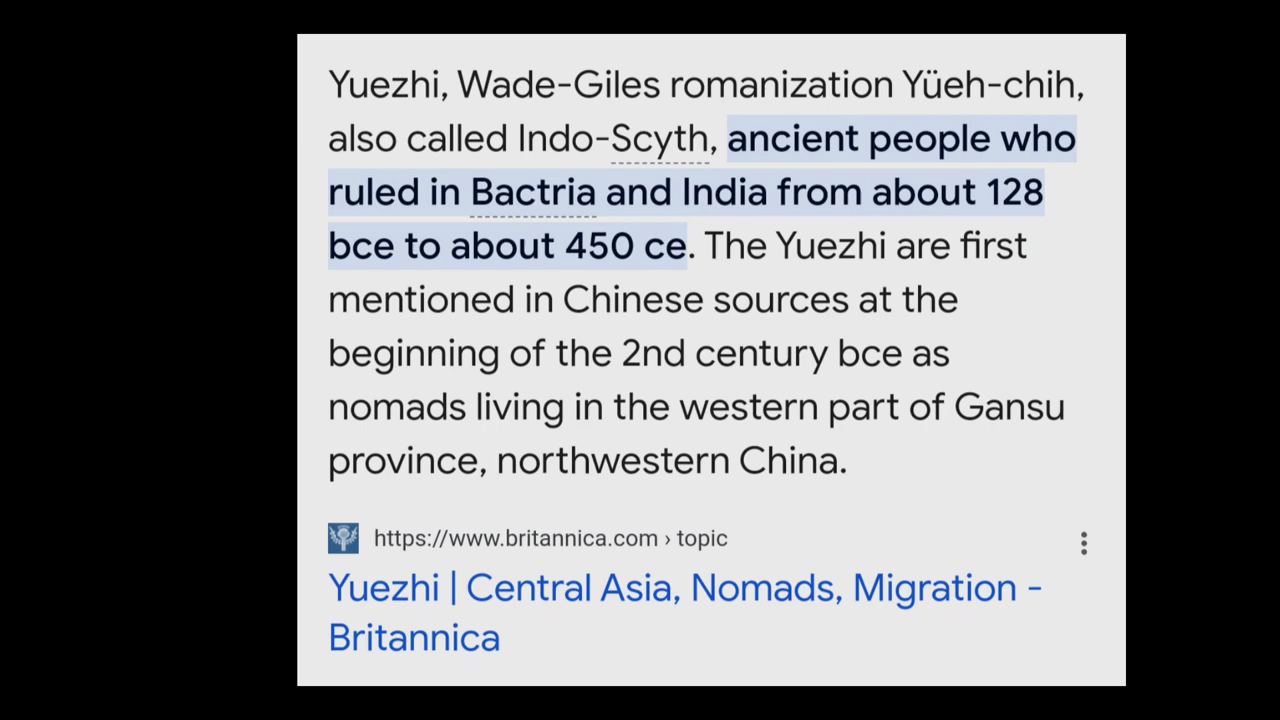 Yuezhi, Wade-Giles romanization Yüeh-chih,
also called Indo-Scyth, ancient people who
ruled in Bactria and India from about 128
bce to about 450 ce. The Yuezhi are first
mentioned in Chinese sources at the
beginning of the 2nd century bce as
nomads living in the western part of Gansu
province, northwestern China.
https://www.britannica.com › topic
Yuezhi | Central Asia, Nomads, Migration -
Britannica